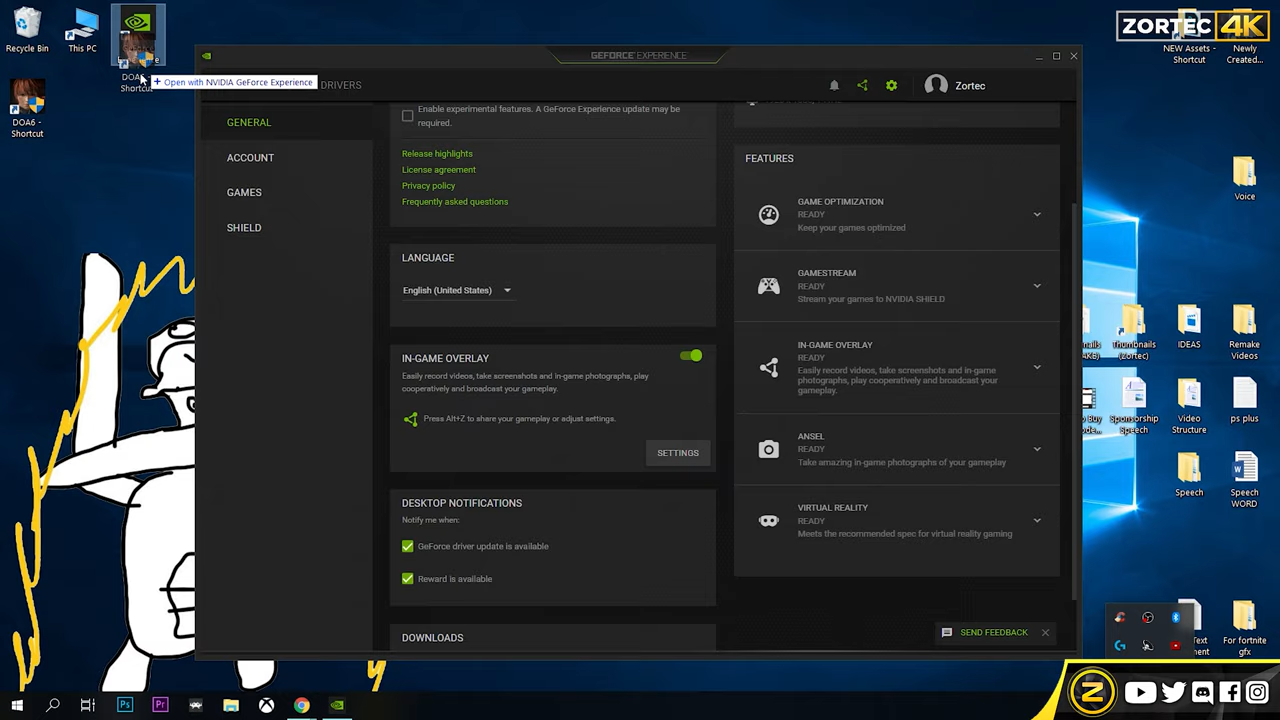 Recycle Bin
This PC
DOA6 -
Shortcut
+ Open with NVIDIA GeForce Experience
DOA6 -
Shortcut
GEFORCE EXPERIENCE
DRIVERS
Zortec
ZORTEC 4K
NEW Assets -
Shortcut
Newly
Created...
GENERAL
ACCOUNT
GAMES
SHIELD
Enable experimental features. A GeForce Experience update may be
required.
Release highlights
License agreement
Privacy policy
Frequently asked questions
LANGUAGE
English (United States)
IN-GAME OVERLAY
Easily record videos, take screenshots and in-game photographs, play
cooperatively and broadcast your gameplay.
Press Alt+Z to share your gameplay or adjust settings.
SETTINGS
DESKTOP NOTIFICATIONS
Notify me when:
GeForce driver update is available
Reward is available
DOWNLOADS
FEATURES
GAME OPTIMIZATION
READY
Keep your games optimized
GAMESTREAM
READY
Stream your games to NVIDIA SHIELD
IN-GAME OVERLAY
READY
Easily record videos, take screenshots and in-game
photographs, play cooperatively and broadcast your
gameplay.
ANSEL
READY
Take amazing in-game photographs of your gameplay
VIRTUAL REALITY
READY
Meets the recommended spec for virtual reality gaming
SEND FEEDBACK
Voice
Thumbnails
(Zortec)
IDEAS
Remake
Videos
Sponsorship
Speech
Video
Structure
ps plus
Speech
Speech
WORD
For fortnite
gfx
Ps
Pr
Z